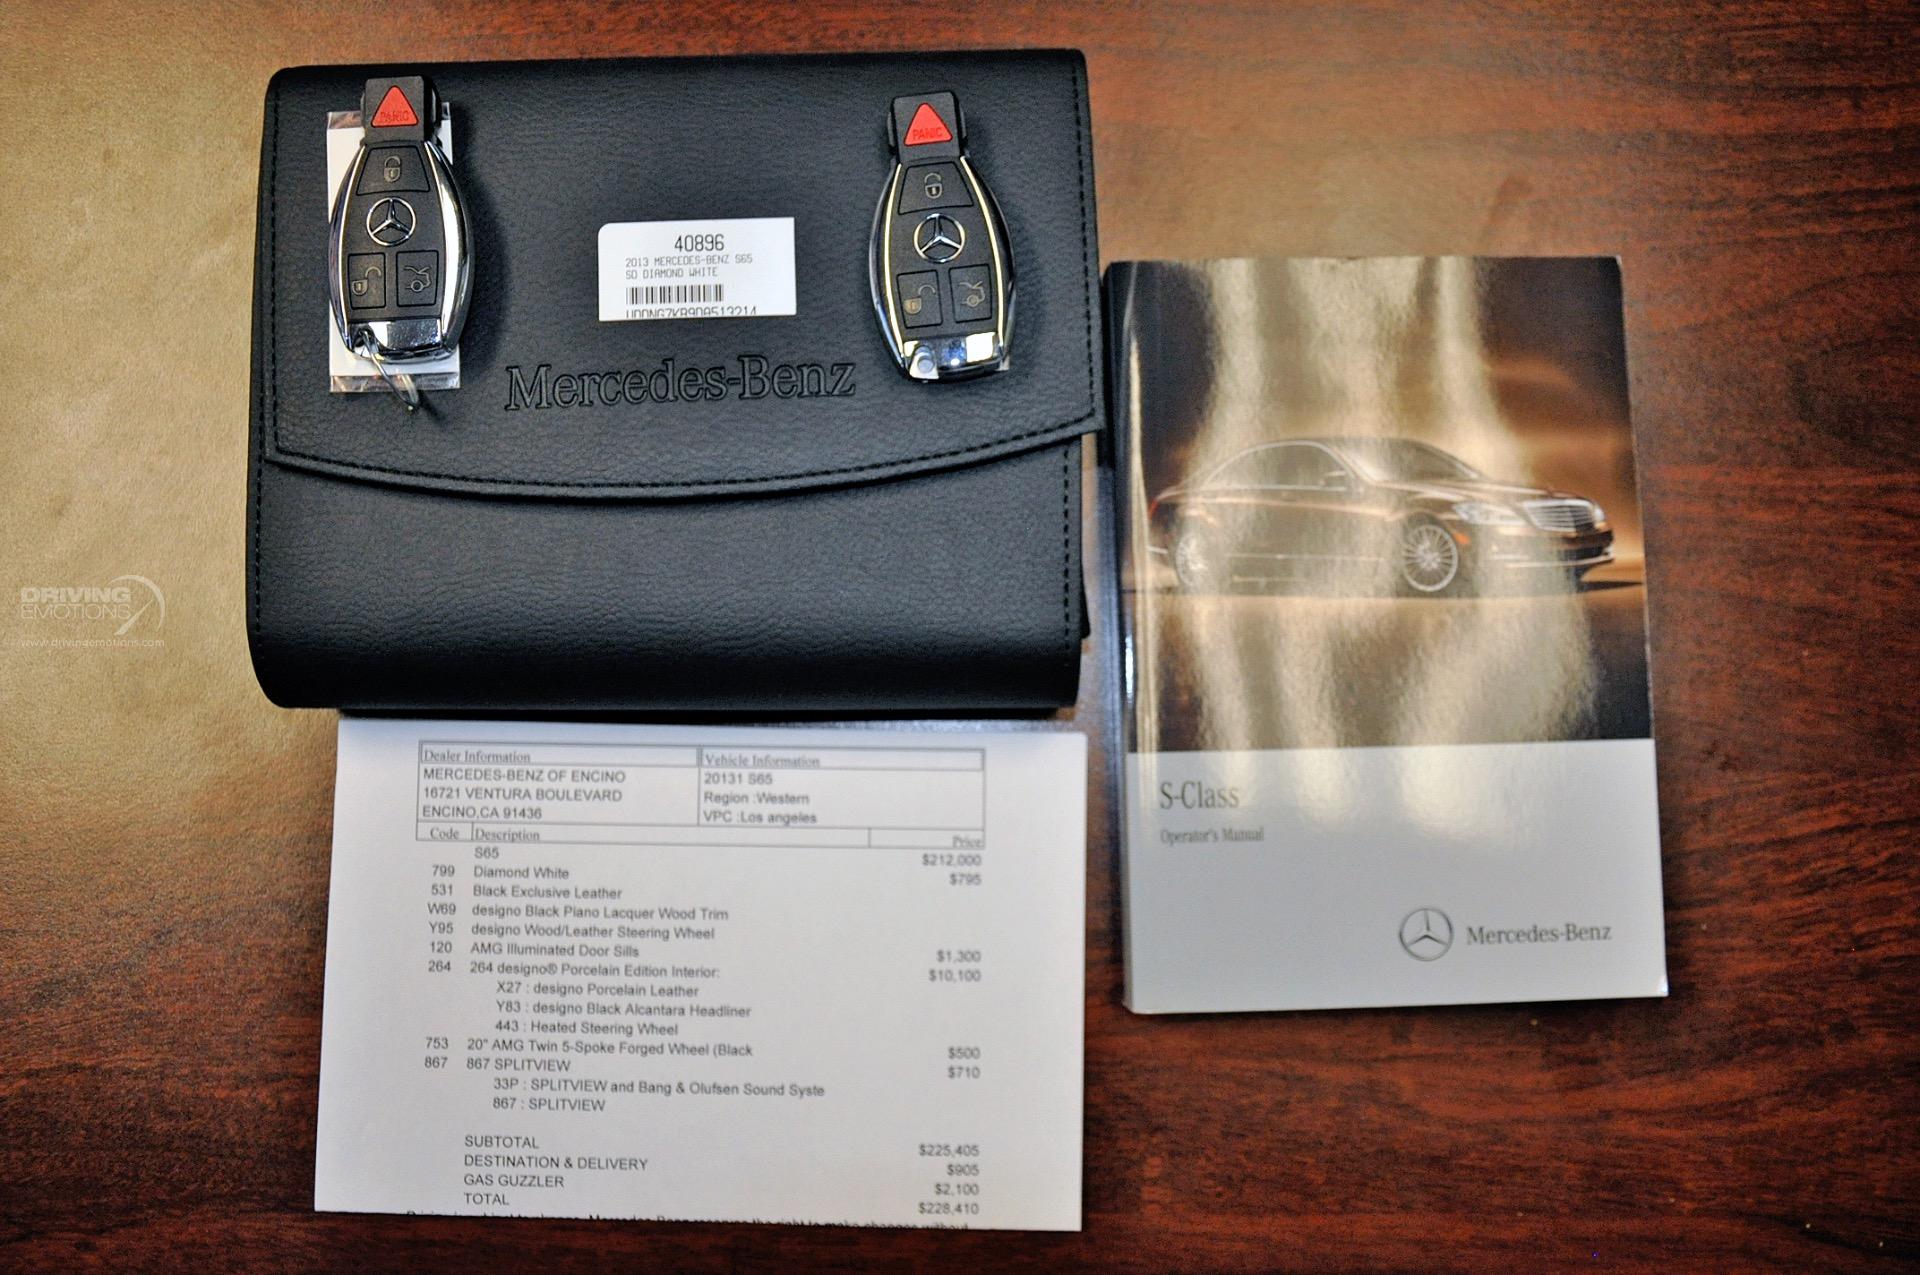 PANIC
PANIC
40896
2013 MERCEDES-BENZ S65
SD DIAMOND WHITE
Mercedes-Benz
DRIVING
EMOTIONS
www.drivingemotions.com
S-Class
Operator's Manual
Mercedes-Benz
Dealer Information Vehicle Information
MERCEDES-BENZ OF ENCINO 20131 S65
16721 VENTURA BOULEVARD Region :Western
ENCINO,CA 91436 VPC :Los angeles
Code Description Price
S65 $212,000
799 Diamond White $795
531 Black Exclusive Leather
W69 designo Black Piano Lacquer Wood Trim
Y95 designo Wood/Leather Steering Wheel
120 AMG Illuminated Door Sills $1,300
264 264 designo® Porcelain Edition Interior: $10,100
X27 : designo Porcelain Leather
Y83 : designo Black Alcantara Headliner
443 : Heated Steering Wheel
753 20" AMG Twin 5-Spoke Forged Wheel (Black $500
867 867 SPLITVIEW $710
33P : SPLITVIEW and Bang & Olufsen Sound Syste
867 : SPLITVIEW
SUBTOTAL $225,405
DESTINATION & DELIVERY $905
GAS GUZZLER $2,100
TOTAL $228,410